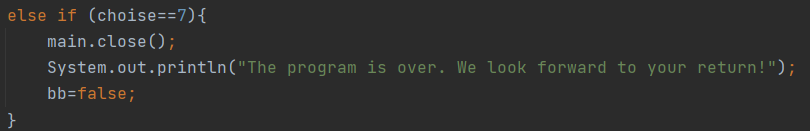 else if (choise==7){
    main.close();
    System.out.println("The program is over. We look forward to your return!");
    bb=false;
}